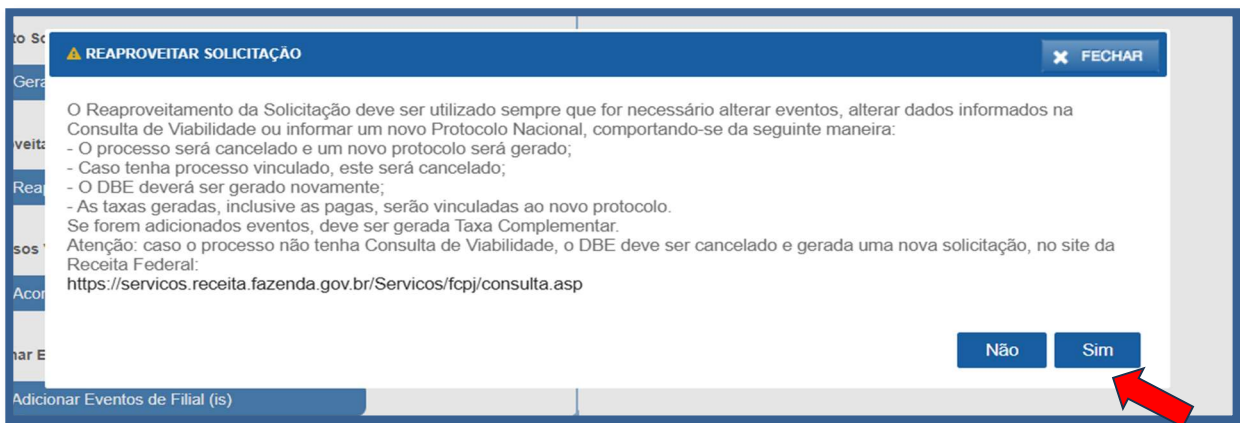 REAPROVEITAR SOLICITAÇÃO
FECHAR
O Reaproveitamento da Solicitação deve ser utilizado sempre que for necessário alterar eventos, alterar dados informados na
Consulta de Viabilidade ou informar um novo Protocolo Nacional, comportando-se da seguinte maneira:
- O processo será cancelado e um novo protocolo será gerado;
- Caso tenha processo vinculado, este será cancelado;
- O DBE deverá ser gerado novamente;
- As taxas geradas, inclusive as pagas, serão vinculadas ao novo protocolo.
Se forem adicionados eventos, deve ser gerada Taxa Complementar.
Atenção: caso o processo não tenha Consulta de Viabilidade, o DBE deve ser cancelado e gerada uma nova solicitação, no site da
Receita Federal:
https://servicos.receita.fazenda.gov.br/Servicos/fcpj/consulta.asp
Não
Sim
Adicionar Eventos de Filial (is)